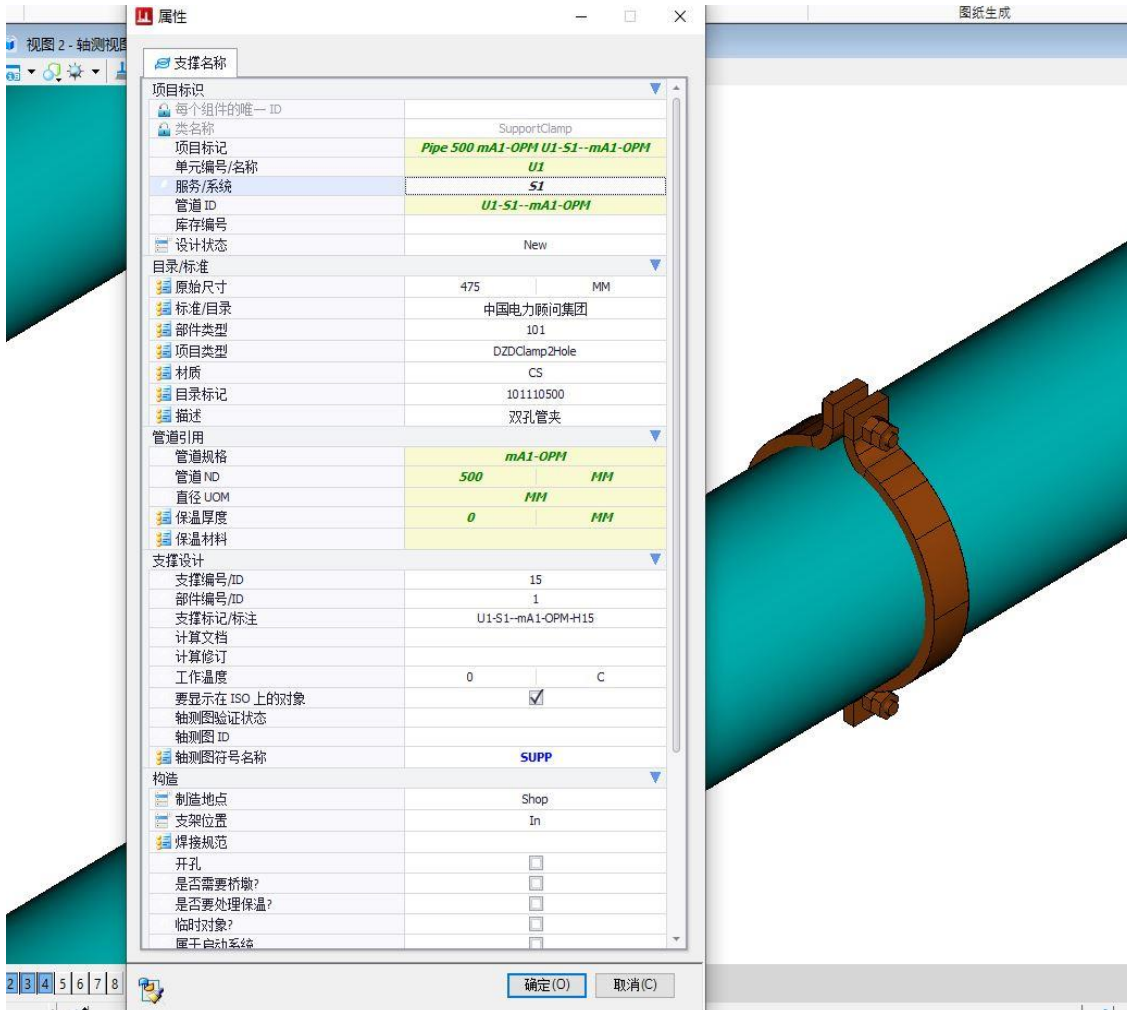 属性
图纸生成
视图 2 - 轴测视图
支撑名称
项目标识
每个组件的唯一 ID
类名称 SupportClamp
项目标记 Pipe 500 mA1-OPM U1-S1--mA1-OPM
单元编号/名称 U1
服务/系统 S1
管道 ID U1-S1--mA1-OPM
库存编号
设计状态 New
目录/标准
原始尺寸 475 MM
标准/目录 中国电力顾问集团
部件类型 101
项目类型 DZDClamp2Hole
材质 CS
目录标记 101110500
描述 双孔管夹
管道引用
管道规格 mA1-OPM
管道 ND 500 MM
直径 UOM MM
保温厚度 0 MM
保温材料
支撑设计
支撑编号/ID 15
部件编号/ID 1
支撑标记/标注 U1-S1--mA1-OPM-H15
计算文档
计算修订
工作温度 0 C
要显示在 ISO 上的对象
轴测图验证状态
轴测图 ID
轴测图符号名称 SUPP
构造
制造地点 Shop
支架位置 In
焊接规范
开孔
是否需要桥墩?
是否要处理保温?
临时对象?
属于启动系统
2 3 4 5 6 7 8
确定(O) 取消(C)